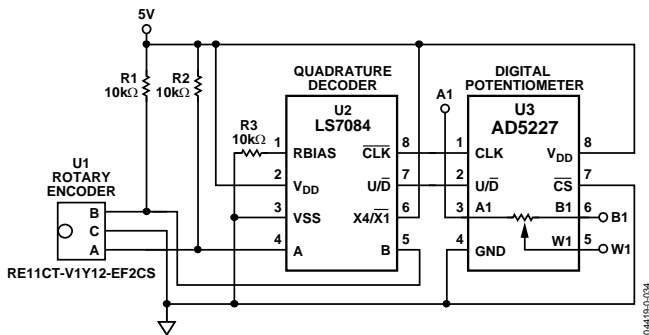 5V
R1
10kΩ
R2
10kΩ
QUADRATURE
DECODER
DIGITAL
POTENTIOMETER
A1
R3
10kΩ
U2
LS7084
U3
AD5227
1
RBIAS
CLK
8
1
CLK
VDD
8
2
VDD
U/D
7
2
U/D
CS
7
3
VSS
X4/X1
6
3
A1
B1
6
B1
4
A
B
5
4
GND
W1
5
W1
U1
ROTARY
ENCODER
B
C
A
RE11CT-V1Y12-EF2CS
04419-0-034